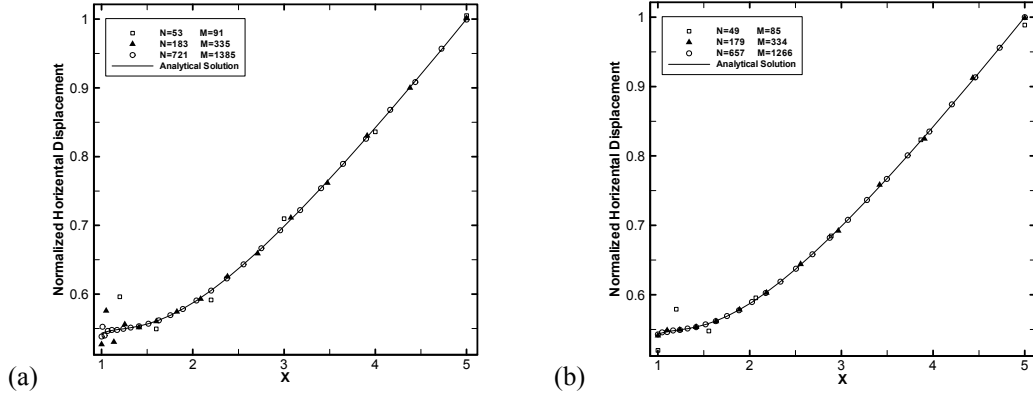 N=53 M=91
N=183 M=335
N=721 M=1385
Analytical Solution
Normalized Horizental Displacement
1
0.9
0.8
0.7
0.6
1 2 3 4 5
X
(a)
N=49 M=85
N=179 M=334
N=657 M=1266
Analytical Solution
Normalized Horizontal Displacement
1
0.9
0.8
0.7
0.6
1 2 3 4 5
X
(b)